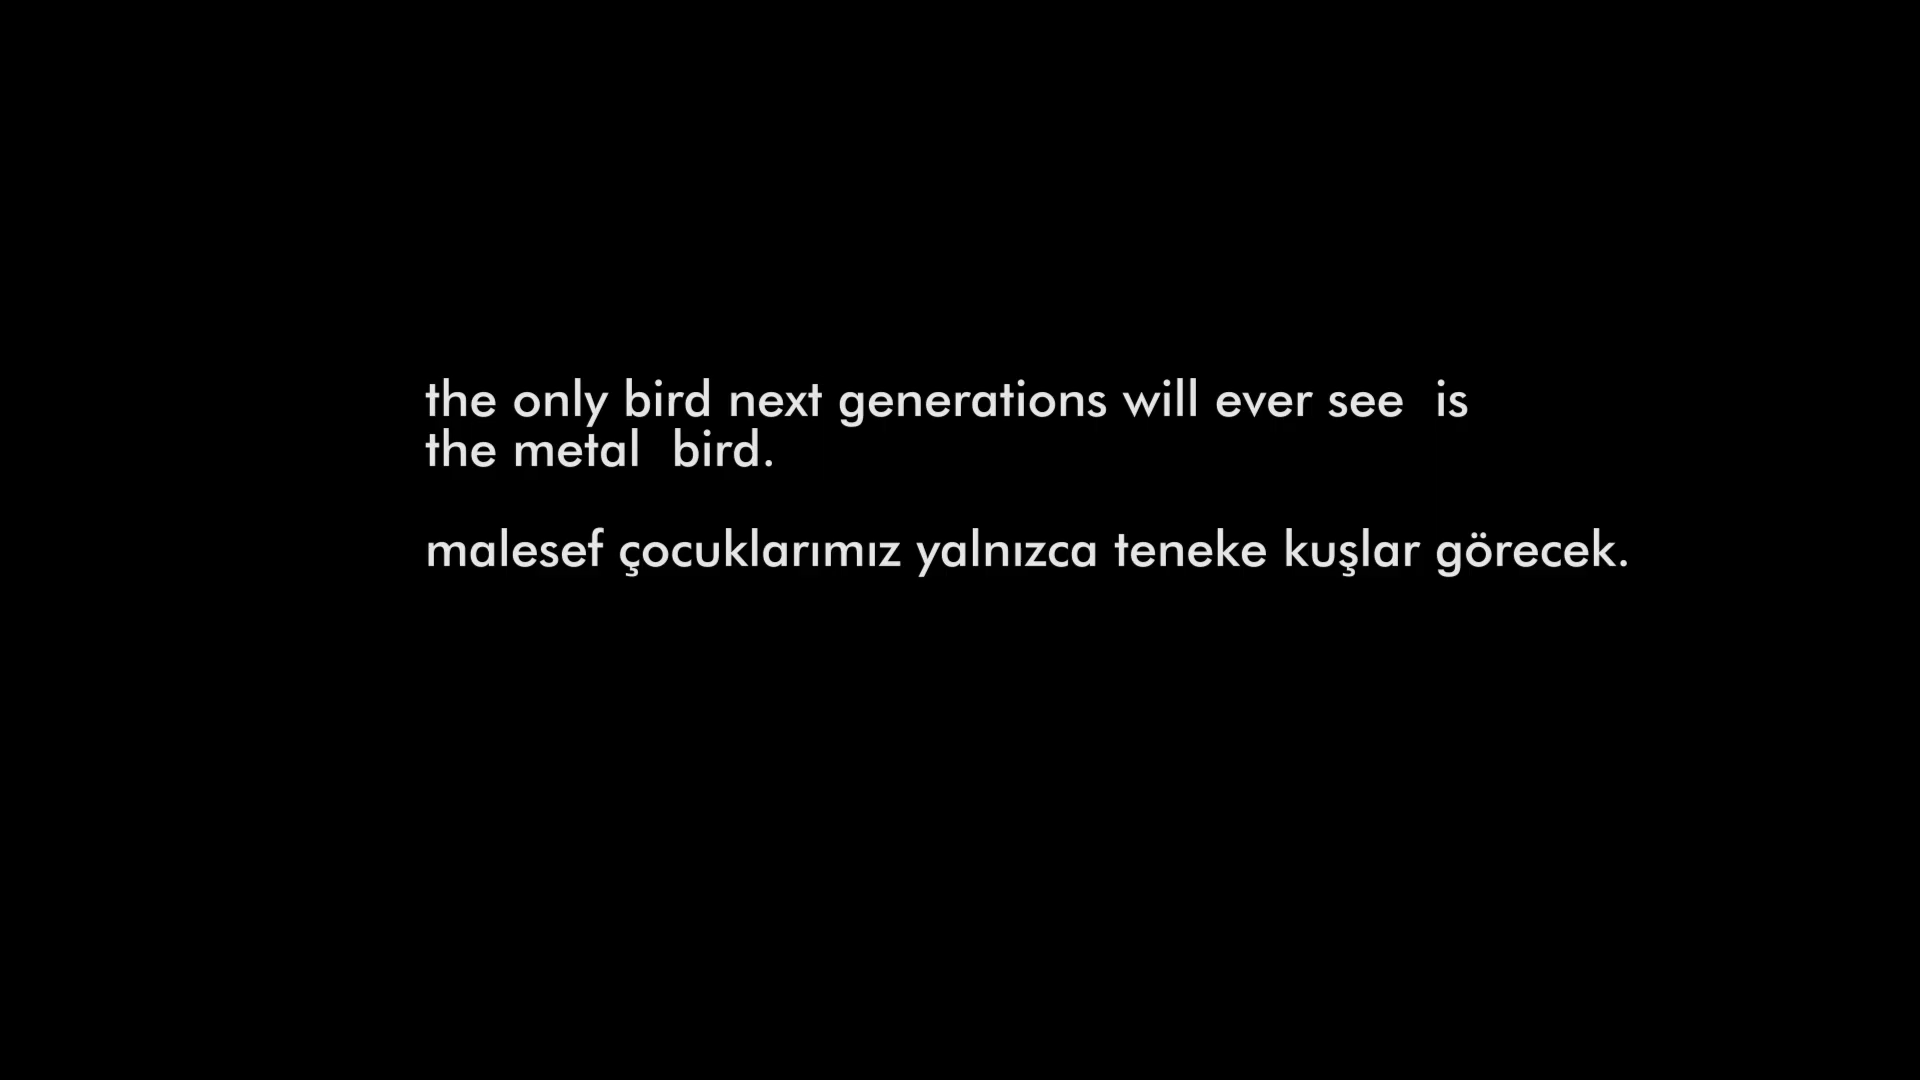 the only bird next generations will ever see  is
the metal  bird.
malesef çocuklarımız yalnızca teneke kuşlar görecek.